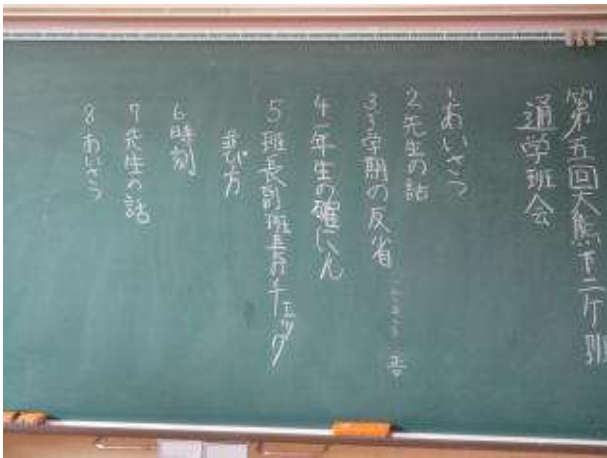 第五回大熊下二ケ班
通学班会
1あいさつ
2先生の話
3 3学期の反省
4一年生の確にん
5班長副班長チェック
並び方
6時刻
7先生の話
8あいさつ